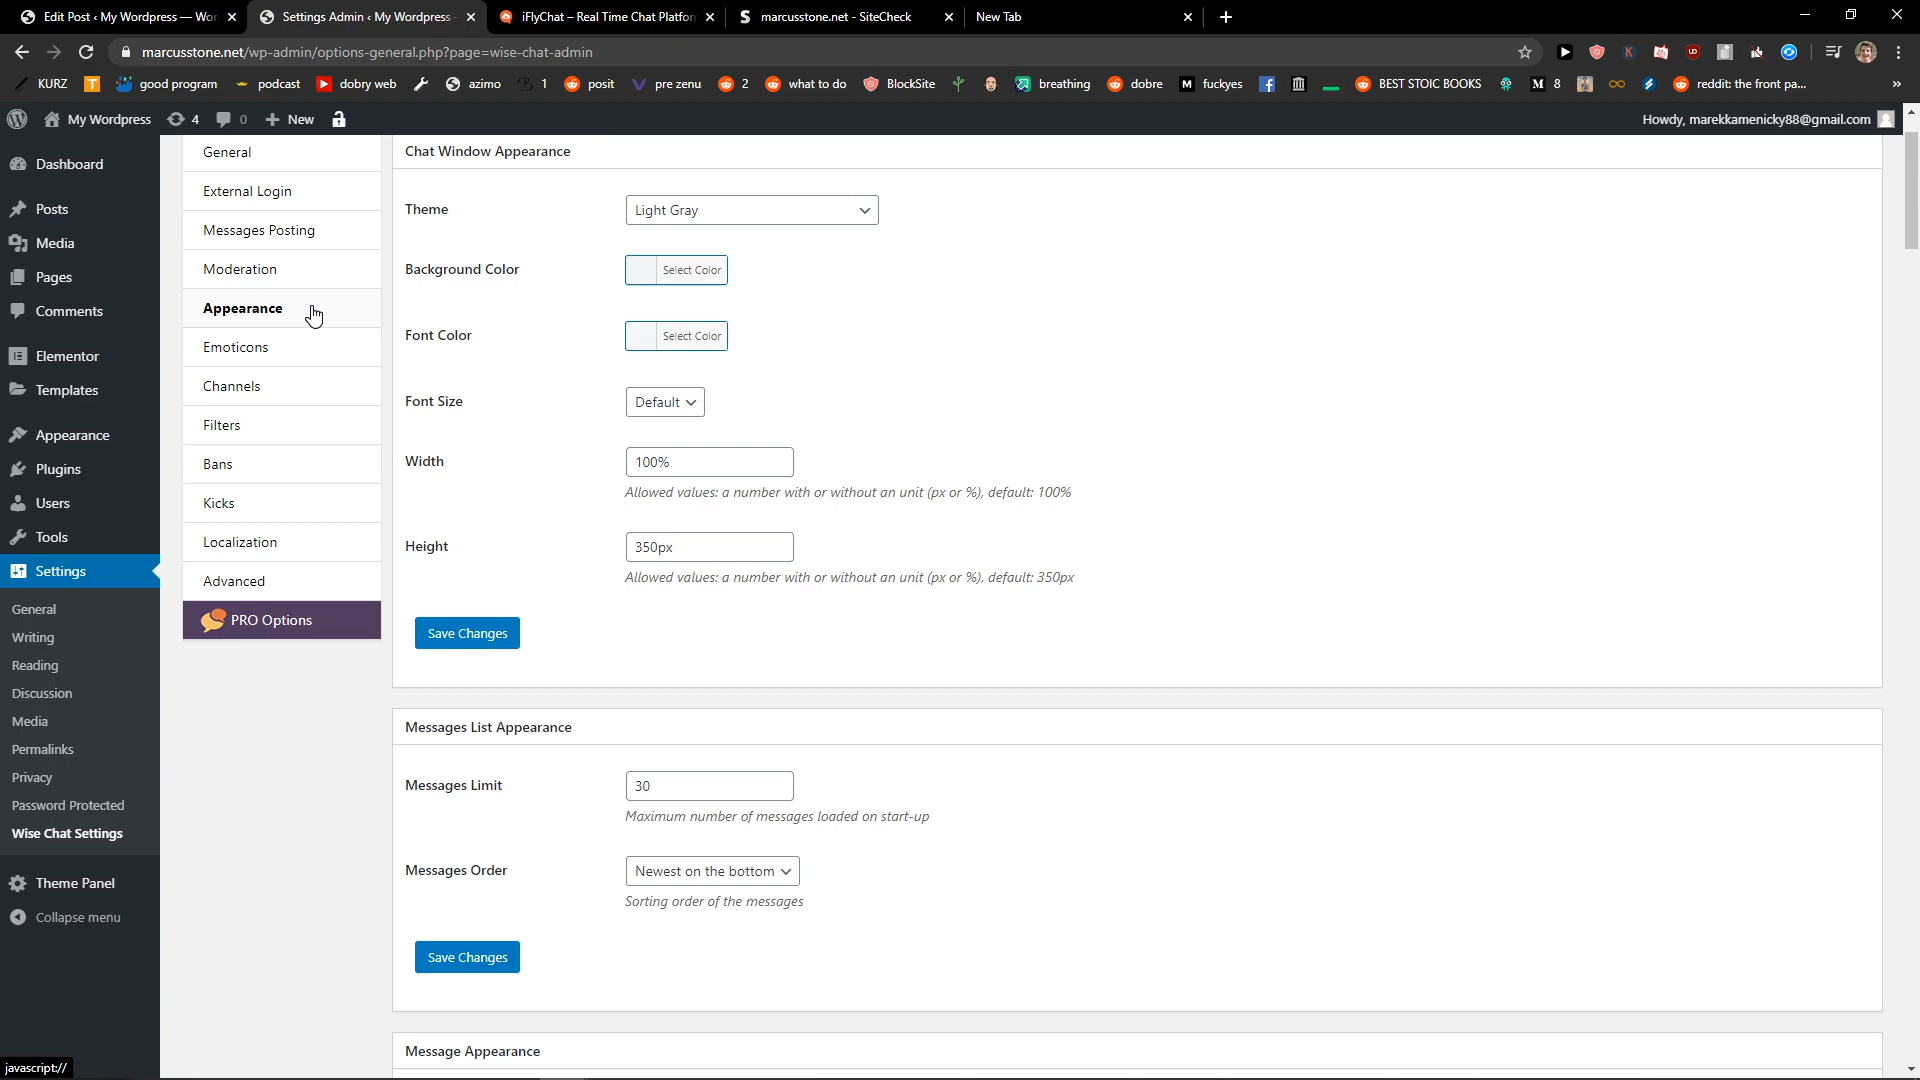 Edit Post ‹ My Wordpress — Wor
Settings Admin ‹ My Wordpress
iFlyChat – Real Time Chat Platfor
marcusstone.net - SiteCheck
New Tab
marcusstone.net/wp-admin/options-general.php?page=wise-chat-admin
KURZ
good program
podcast
dobry web
azimo
1
posit
pre zenu
2
what to do
BlockSite
breathing
dobre
fuckyes
BEST STOIC BOOKS
8
reddit: the front pa...
My Wordpress
4
0
New
Howdy, marekkamenicky88@gmail.com
Dashboard
Posts
Media
Pages
Comments
Elementor
Templates
Appearance
Plugins
Users
Tools
Settings
General
Writing
Reading
Discussion
Media
Permalinks
Privacy
Password Protected
Wise Chat Settings
Theme Panel
Collapse menu
General
External Login
Messages Posting
Moderation
Appearance
Emoticons
Channels
Filters
Bans
Kicks
Localization
Advanced
PRO Options
Chat Window Appearance
Theme
Light Gray
Background Color
Select Color
Font Color
Select Color
Font Size
Default
Width
100%
Allowed values: a number with or without an unit (px or %), default: 100%
Height
350px
Allowed values: a number with or without an unit (px or %), default: 350px
Save Changes
Messages List Appearance
Messages Limit
30
Maximum number of messages loaded on start-up
Messages Order
Newest on the bottom
Sorting order of the messages
Save Changes
Message Appearance
javascript://